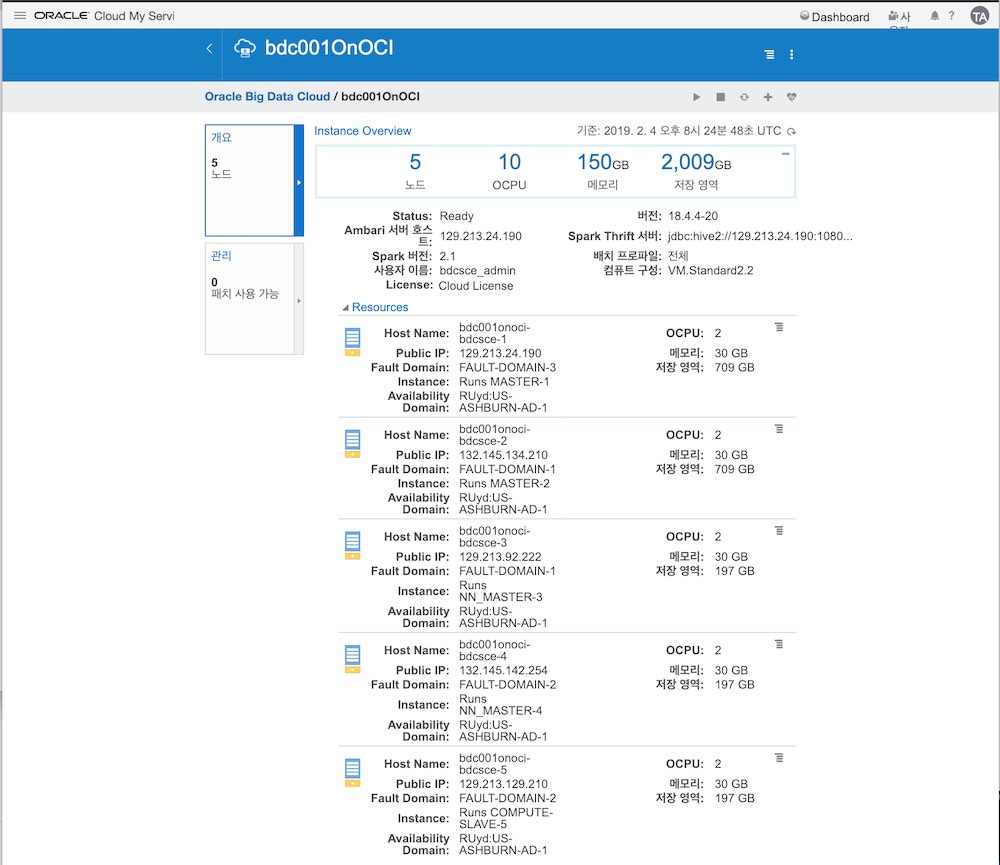 ORACLE® Cloud My Servi
Dashboard
사
?
TA
bdc001OnOCI
Oracle Big Data Cloud / bdc001OnOCI
개요
5
노드
관리
0
패치 사용 가능
Instance Overview
기준: 2019. 2. 4 오후 8시 24분 48초 UTC
5 10 150GB 2,009GB
노드 OCPU 메모리 저장 영역
Status: Ready
Ambari 서버 호스
트: 129.213.24.190
Spark 버전: 2.1
사용자 이름: bdcsce_admin
License: Cloud License
버전: 18.4.4-20
Spark Thrift 서버: jdbc:hive2://129.213.24.190:1080...
배치 프로파일: 전체
컴퓨트 구성: VM.Standard2.2
Resources
Host Name: bdc001onoci-
bdcsce-1
Public IP: 129.213.24.190
Fault Domain: FAULT-DOMAIN-3
Instance: Runs MASTER-1
Availability RUyd:US-
Domain: ASHBURN-AD-1
OCPU: 2
메모리: 30 GB
저장 영역: 709 GB
Host Name: bdc001onoci-
bdcsce-2
Public IP: 132.145.134.210
Fault Domain: FAULT-DOMAIN-1
Instance: Runs MASTER-2
Availability RUyd:US-
Domain: ASHBURN-AD-1
OCPU: 2
메모리: 30 GB
저장 영역: 709 GB
Host Name: bdc001onoci-
bdcsce-3
Public IP: 129.213.92.222
Fault Domain: FAULT-DOMAIN-1
Instance: Runs
NN_MASTER-3
Availability RUyd:US-
Domain: ASHBURN-AD-1
OCPU: 2
메모리: 30 GB
저장 영역: 197 GB
Host Name: bdc001onoci-
bdcsce-4
Public IP: 132.145.142.254
Fault Domain: FAULT-DOMAIN-2
Instance: Runs
NN_MASTER-4
Availability RUyd:US-
Domain: ASHBURN-AD-1
OCPU: 2
메모리: 30 GB
저장 영역: 197 GB
Host Name: bdc001onoci-
bdcsce-5
Public IP: 129.213.129.210
Fault Domain: FAULT-DOMAIN-2
Instance: Runs COMPUTE-
SLAVE-5
Availability RUyd:US-
Domain: ASHBURN-AD-1
OCPU: 2
메모리: 30 GB
저장 영역: 197 GB